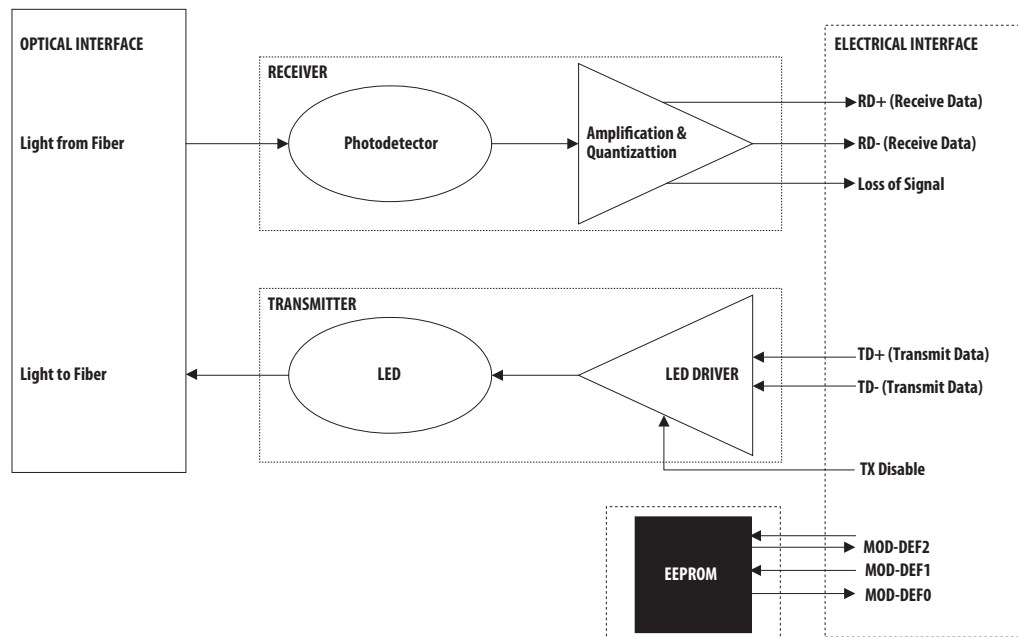 OPTICAL INTERFACE
ELECTRICAL INTERFACE
RECEIVER
Light from Fiber
Photodetector
Amplification &
Quantizattion
RD+ (Receive Data)
RD- (Receive Data)
Loss of Signal
TRANSMITTER
Light to Fiber
LED
LED DRIVER
TD+ (Transmit Data)
TD- (Transmit Data)
TX Disable
EEPROM
MOD-DEF2
MOD-DEF1
MOD-DEF0